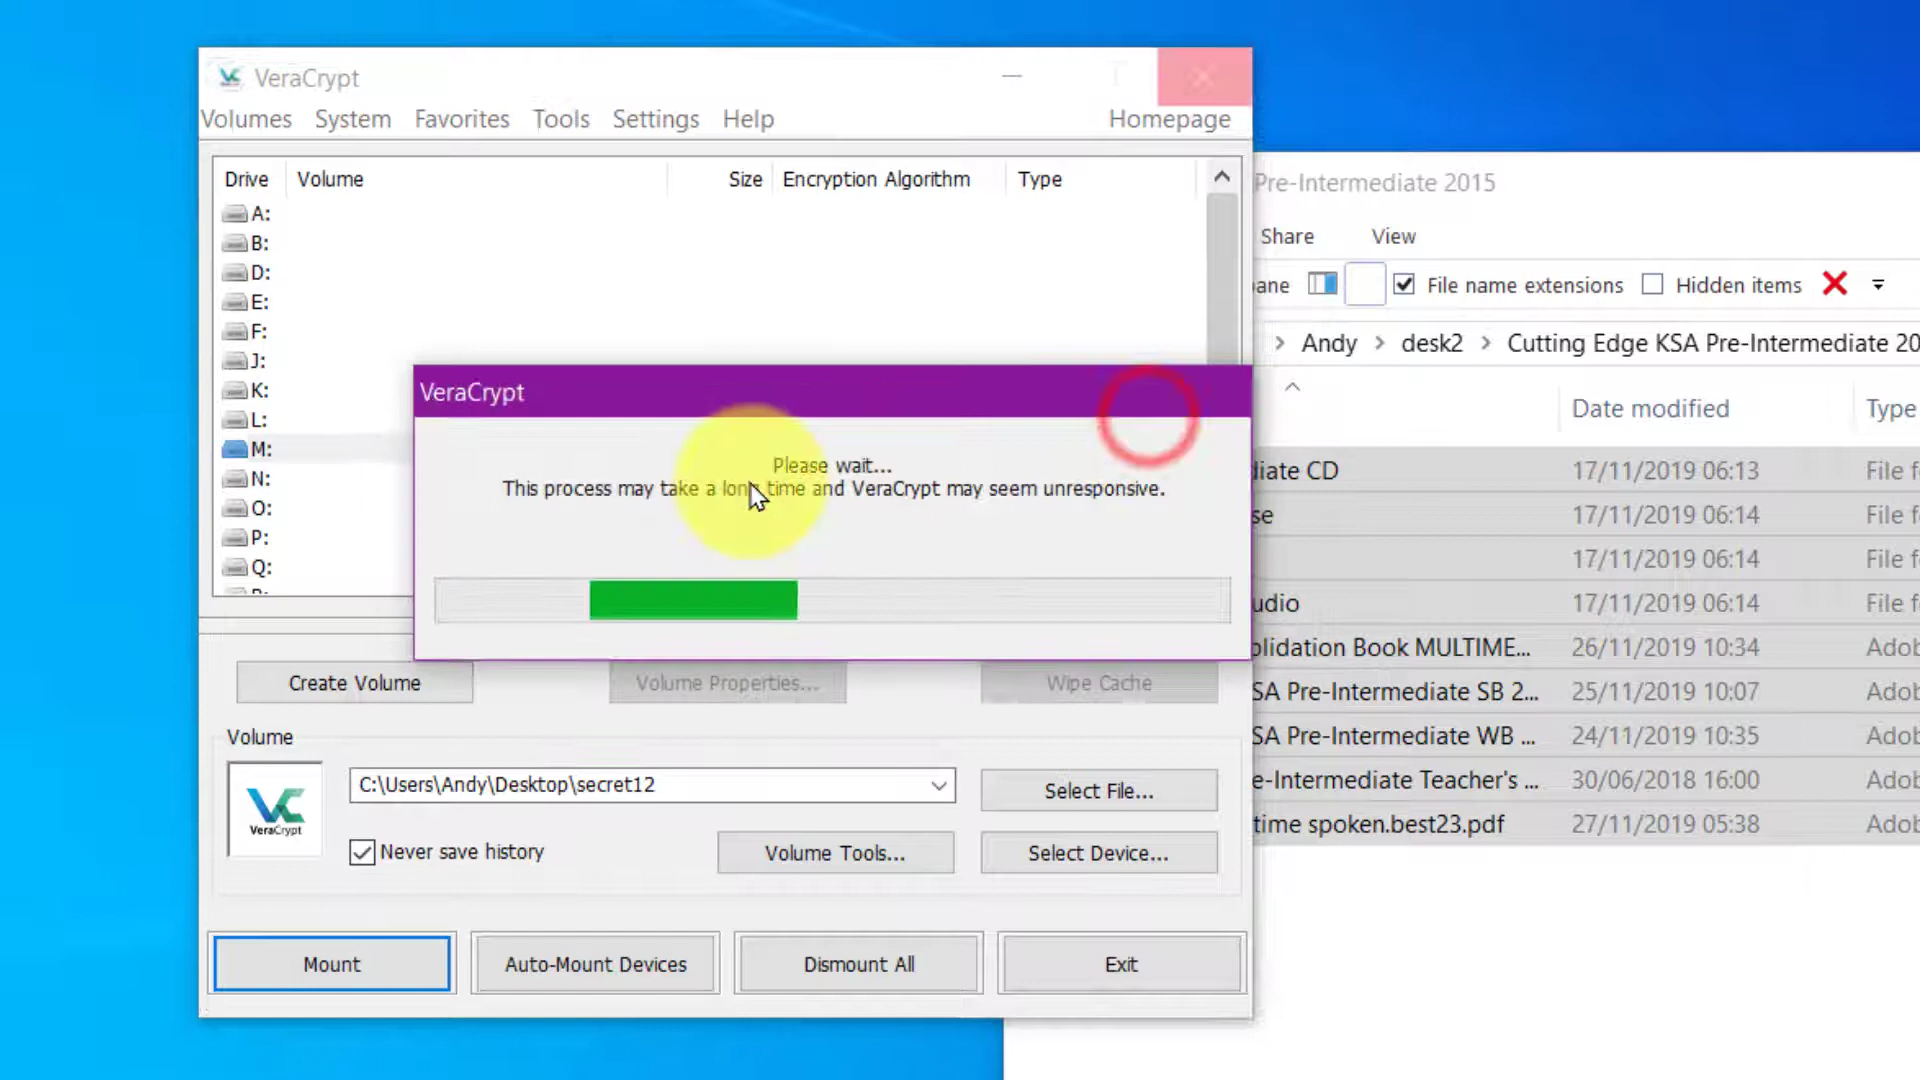 VeraCrypt
Volumes System Favorites Tools Settings Help Homepage
Drive Volume Size Encryption Algorithm Type
A:
B:
D:
E:
F:
J:
K:
L:
M:
N:
O:
P:
Q:
VeraCrypt
Please wait...
This process may take a long time and VeraCrypt may seem unresponsive.
Create Volume Volume Properties... Wipe Cache
Volume
VeraCrypt
C:\Users\Andy\Desktop\secret12 Select File...
Never save history Volume Tools... Select Device...
Mount Auto-Mount Devices Dismount All Exit
Pre-Intermediate 2015
Share View
ane File name extensions Hidden items
Andy desk2 Cutting Edge KSA Pre-Intermediate 20
Date modified Type
diate CD 17/11/2019 06:13 File f
se 17/11/2019 06:14 File f
17/11/2019 06:14 File f
udio 17/11/2019 06:14 File f
olidation Book MULTIME... 26/11/2019 10:34 Adob
SA Pre-Intermediate SB 2... 25/11/2019 10:07 Adob
SA Pre-Intermediate WB ... 24/11/2019 10:35 Adob
e-Intermediate Teacher's ... 30/06/2018 16:00 Adob
time spoken.best23.pdf 27/11/2019 05:38 Adob